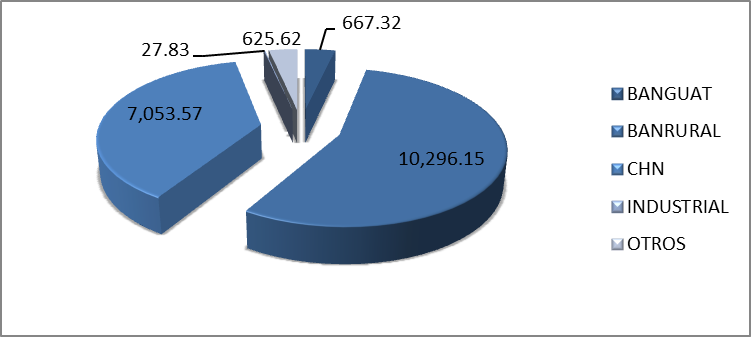 27.83
625.62
667.32
7,053.57
10,296.15
BANGUAT
BANRURAL
CHN
INDUSTRIAL
OTROS